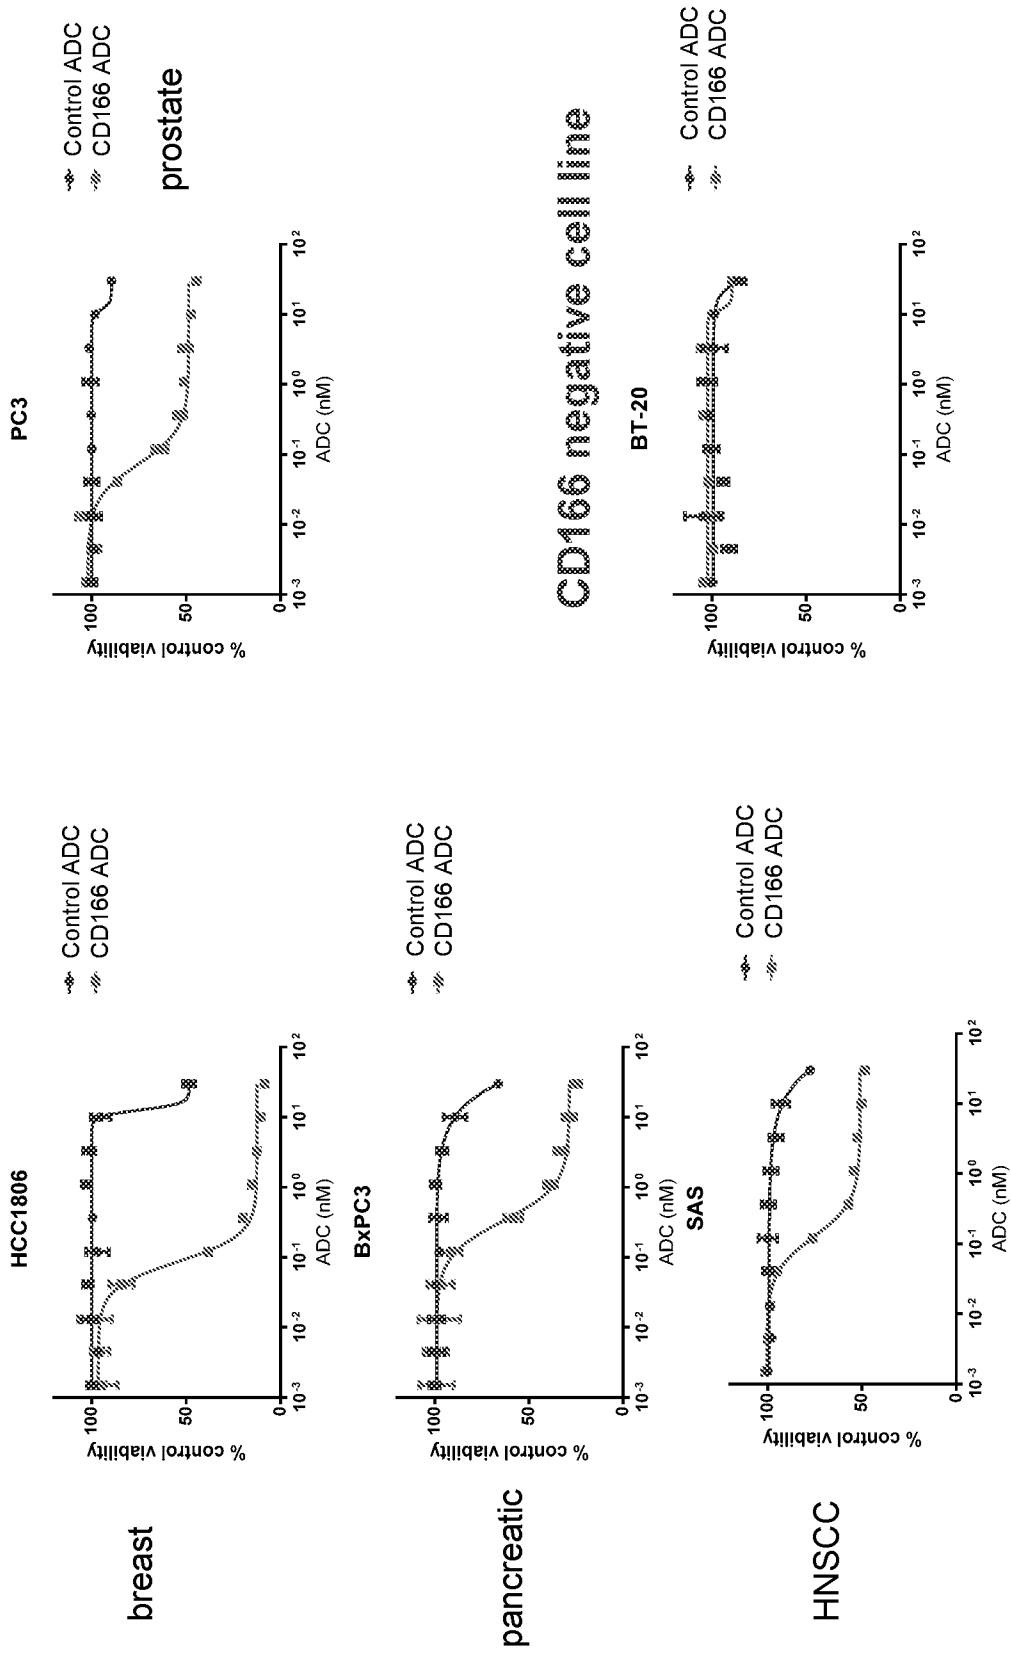 breast
HCC1806
% control viability
100
50
0
10-3
10-2
10-1
100
101
102
ADC (nM)
Control ADC
CD166 ADC
PC3
% control viability
100
50
0
10-3
10-2
10-1
100
101
102
ADC (nM)
Control ADC
CD166 ADC
prostate
pancreatic
BxPC3
% control viability
100
50
0
10-3
10-2
10-1
100
101
102
ADC (nM)
Control ADC
CD166 ADC
HNSCC
SAS
% control viability
100
50
0
10-3
10-2
10-1
100
101
102
ADC (nM)
Control ADC
CD166 ADC
CD166 negative cell line
BT-20
% control viability
100
50
0
10-3
10-2
10-1
100
101
102
ADC (nM)
Control ADC
CD166 ADC